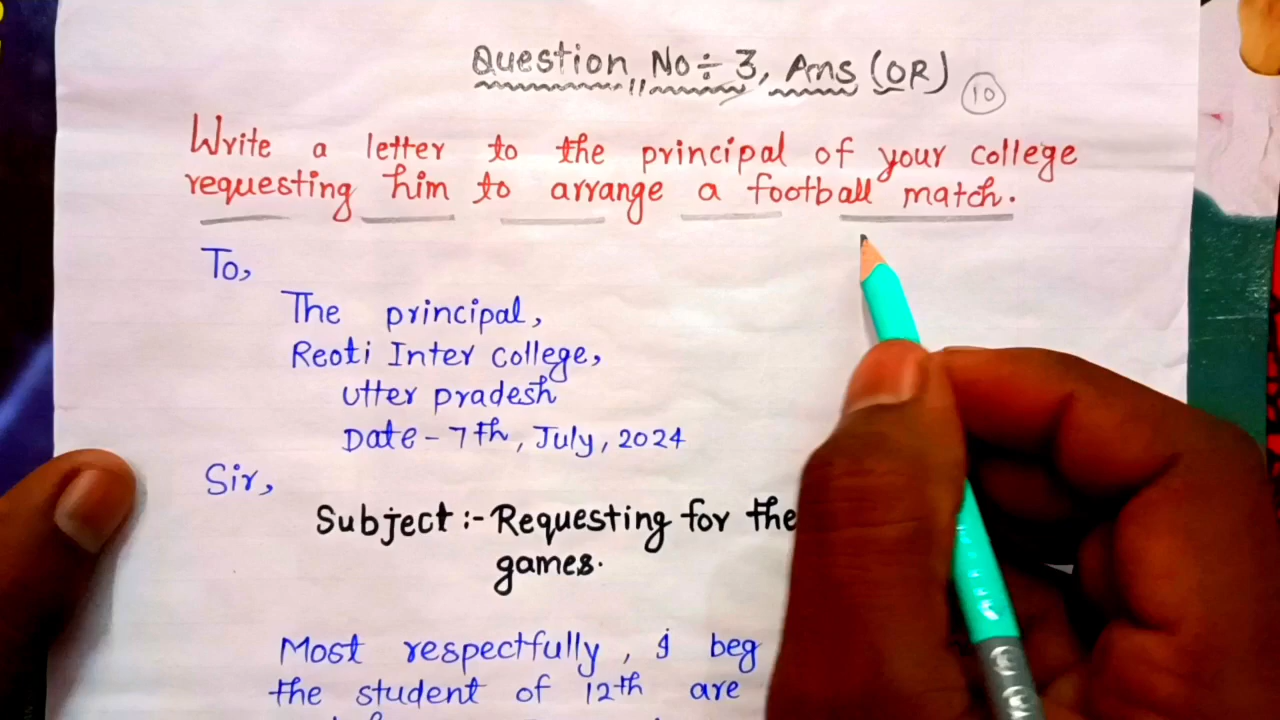 Question No÷ 3, Ans (OR) 10
Write a letter to the principal of your college
requesting him to arrange a football match.
To,
The principal,
Reoti Inter college,
Utter pradesh
Date - 7th, July, 2024
Sir,
Subject :- Requesting for the
games.
Most respectfully, I beg
the student of 12th are